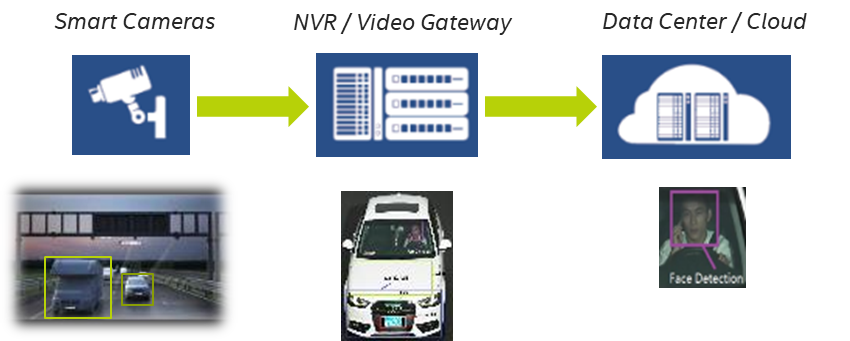 Smart Cameras
NVR / Video Gateway
Data Center / Cloud
Face Detection